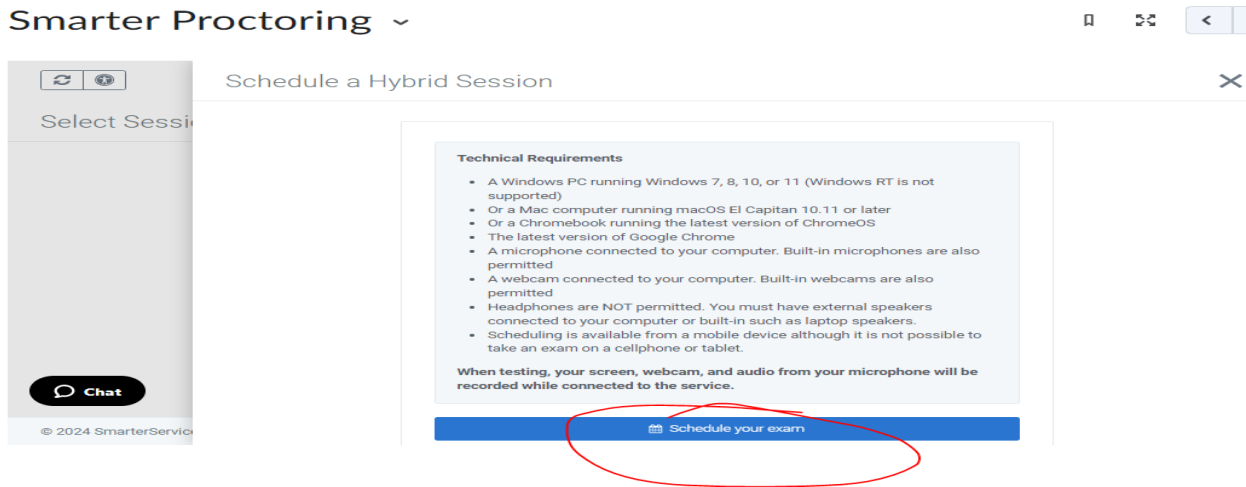 Smarter Proctoring
Schedule a Hybrid Session
Select Sessi
Technical Requirements
• A Windows PC running Windows 7, 8, 10, or 11 (Windows RT is not
supported)
• Or a Mac computer running macOS El Capitan 10.11 or later
• Or a Chromebook running the latest version of ChromeOS
• The latest version of Google Chrome
• A microphone connected to your computer. Built-in microphones are also
permitted
• A webcam connected to your computer. Built-in webcams are also
permitted
• Headphones are NOT permitted. You must have external speakers
connected to your computer or built-in such as laptop speakers.
• Scheduling is available from a mobile device although it is not possible to
take an exam on a cellphone or tablet.
When testing, your screen, webcam, and audio from your microphone will be
recorded while connected to the service.
Chat
Schedule your exam
© 2024 SmarterService